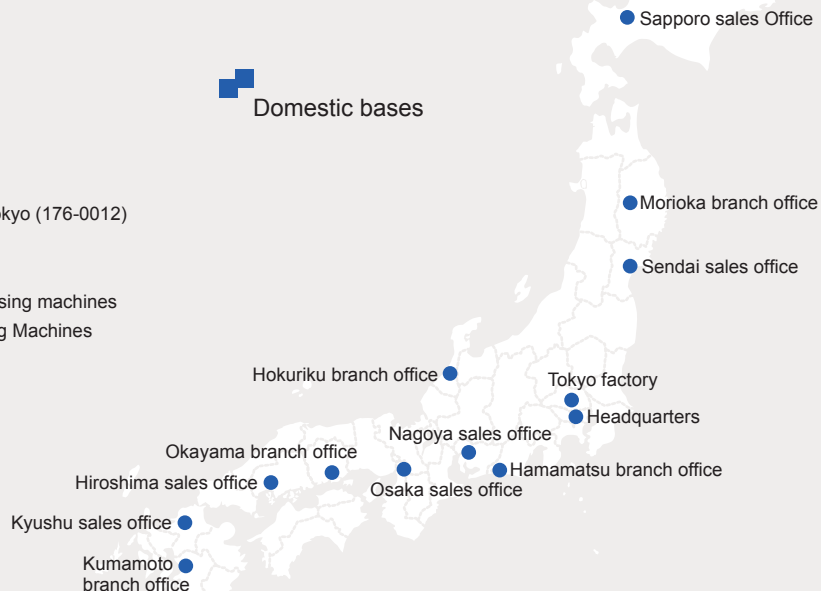 Sapporo sales Office
Domestic bases
Morioka branch office
(176-0012)
Sendai sales office
machines
Machines
Hokuriku branch office
Tokyo factory
Headquarters
Nagoya sales office
Okayama branch office
Hamamatsu branch office
Hiroshima sales office
Osaka sales office
Kyushu sales office
Kumamoto
branch office